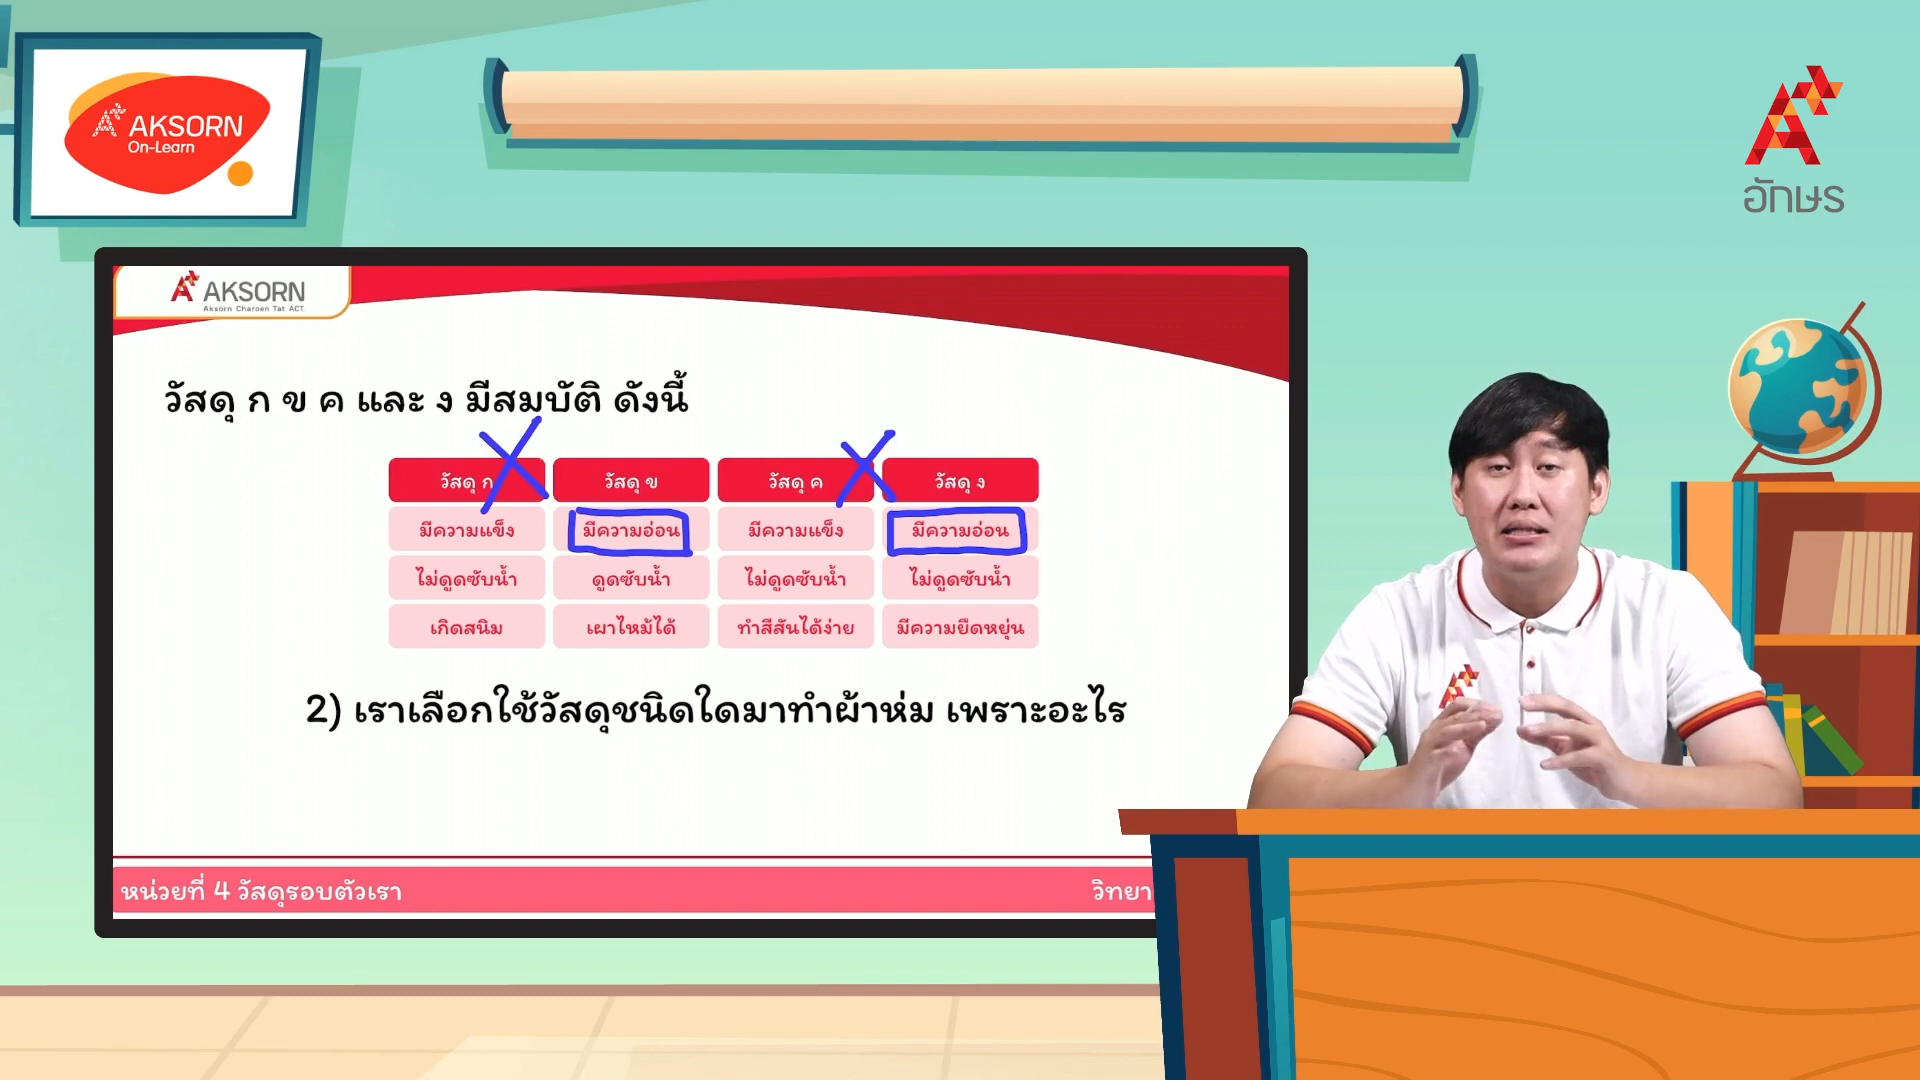 AKSORN
On-Learn
อักษร
AKSORN
Aksorn Charoen Tat ACT.
วัสดุ ก ข ค และ ง มีสมบัติ ดังนี้
วัสดุ ก วัสดุ ข วัสดุ ค วัสดุ ง
มีความแข็ง มีความอ่อน มีความแข็ง มีความอ่อน
ไม่ดูดซับน้ำ ดูดซับน้ำ ไม่ดูดซับน้ำ ไม่ดูดซับน้ำ
เกิดสนิม เผาไหม้ได้ ทำสีสันได้ง่าย มีความยืดหยุ่น
2) เราเลือกใช้วัสดุชนิดใดมาทำผ้าห่ม เพราะอะไร
หน่วยที่ 4 วัสดุรอบตัวเรา วิทยา